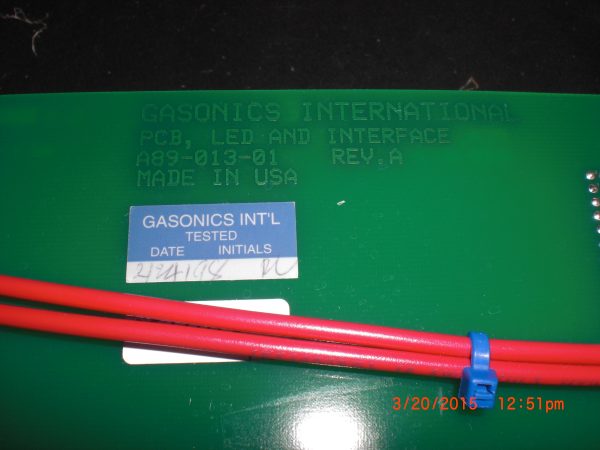 GASONICS INTERNATIONAL
PCB, LED AND INTERFACE
A89-013-01 REV.A
MADE IN USA
GASONICS INT'L
TESTED
DATE INITIALS
3/20/2015 12:51pm